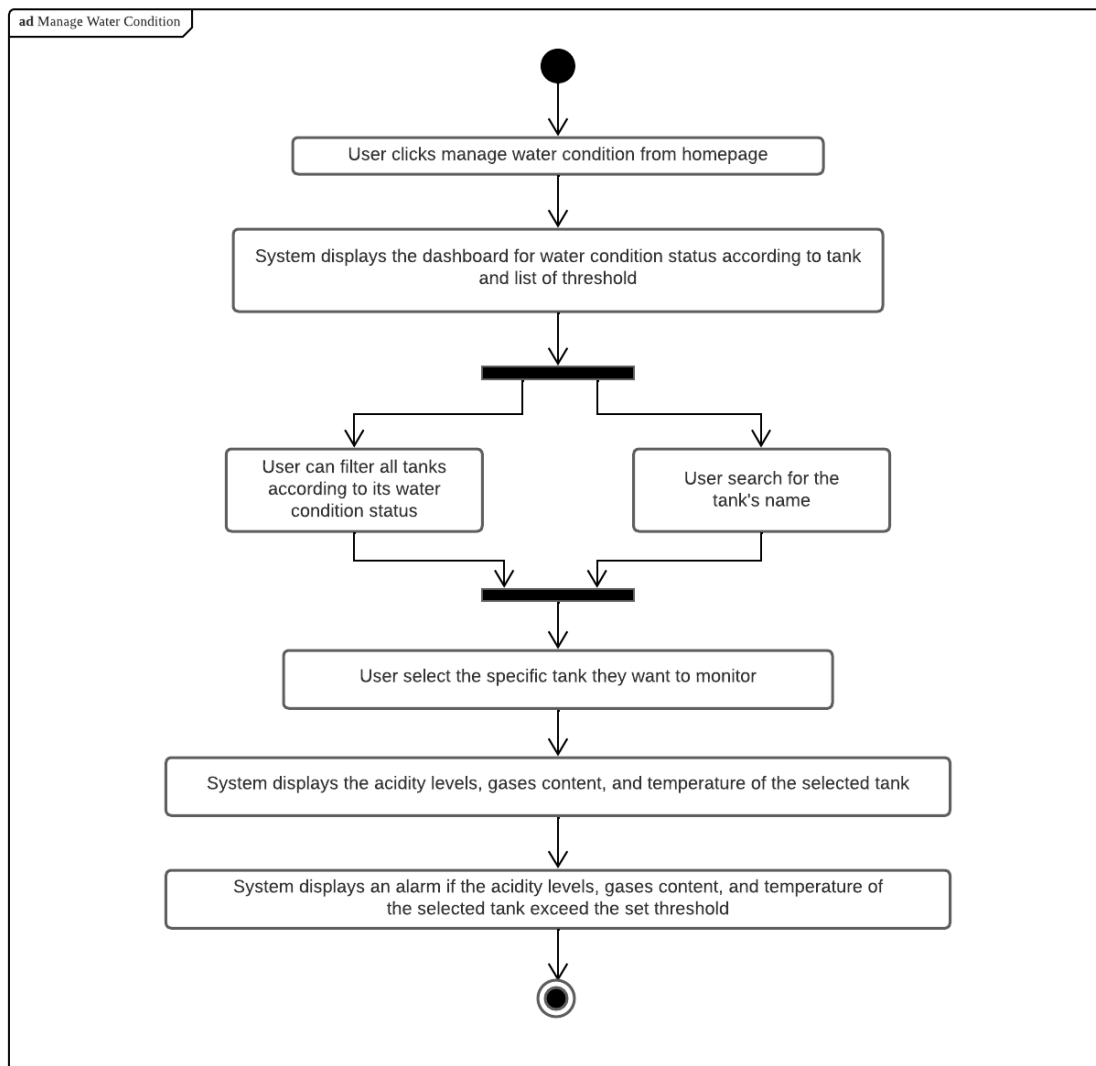 ad Manage Water Condition
User clicks manage water condition from homepage
System displays the dashboard for water condition status according to tank
and list of threshold
User can filter all tanks
according to its water
condition status
User search for the
tank's name
User select the specific tank they want to monitor
System displays the acidity levels, gases content, and temperature of the selected tank
System displays an alarm if the acidity levels, gases content, and temperature of
the selected tank exceed the set threshold